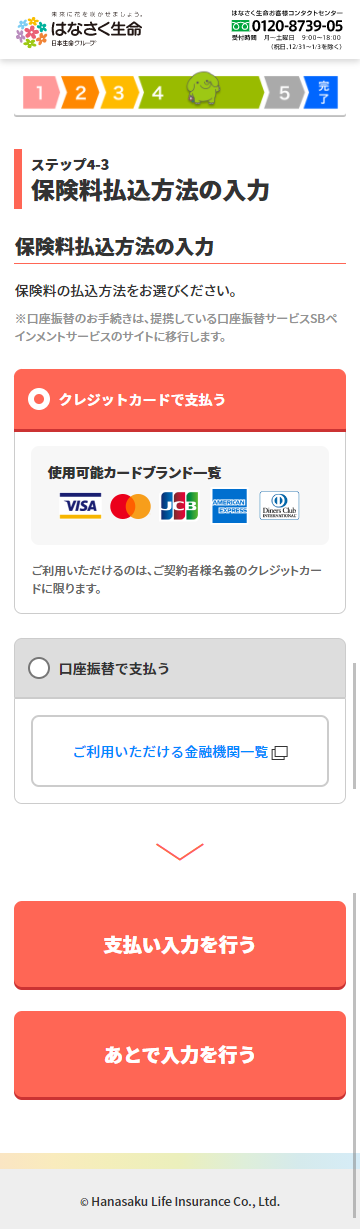 未来に花を咲かせましょう。
はなさく生命
日本生命グループ
はなさく生命お客様コンタクトセンター
0120-8739-05
受付時間 月～土曜日 9:00～18:00
(祝日、12/31～1/3を除く)
1 2 3 4 5 完了
ステップ4-3
保険料払込方法の入力
保険料払込方法の入力
保険料の払込方法をお選びください。
※口座振替のお手続きは、提携している口座振替サービスSBペ
イメントサービスのサイトに移行します。
クレジットカードで支払う
使用可能カードブランド一覧
VISA JCB AMERICAN EXPRESS Diners Club INTERNATIONAL
ご利用いただけるのは、ご契約者様名義のクレジットカー
ドに限ります。
口座振替で支払う
ご利用いただける金融機関一覧
支払い入力を行う
あとで入力を行う
© Hanasaku Life Insurance Co., Ltd.